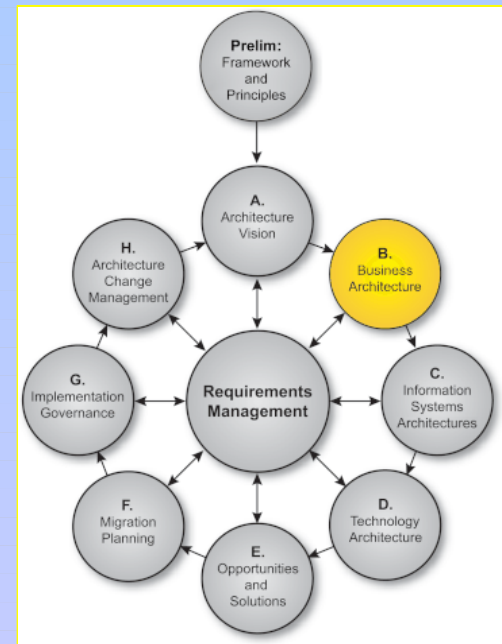 Prelim:
Framework
and
Principles
A.
Architecture
Vision
B.
Business
Architecture
C.
Information
Systems
Architectures
D.
Technology
Architecture
E.
Opportunities
and
Solutions
F.
Migration
Planning
G.
Implementation
Governance
H.
Architecture
Change
Management
Requirements
Management